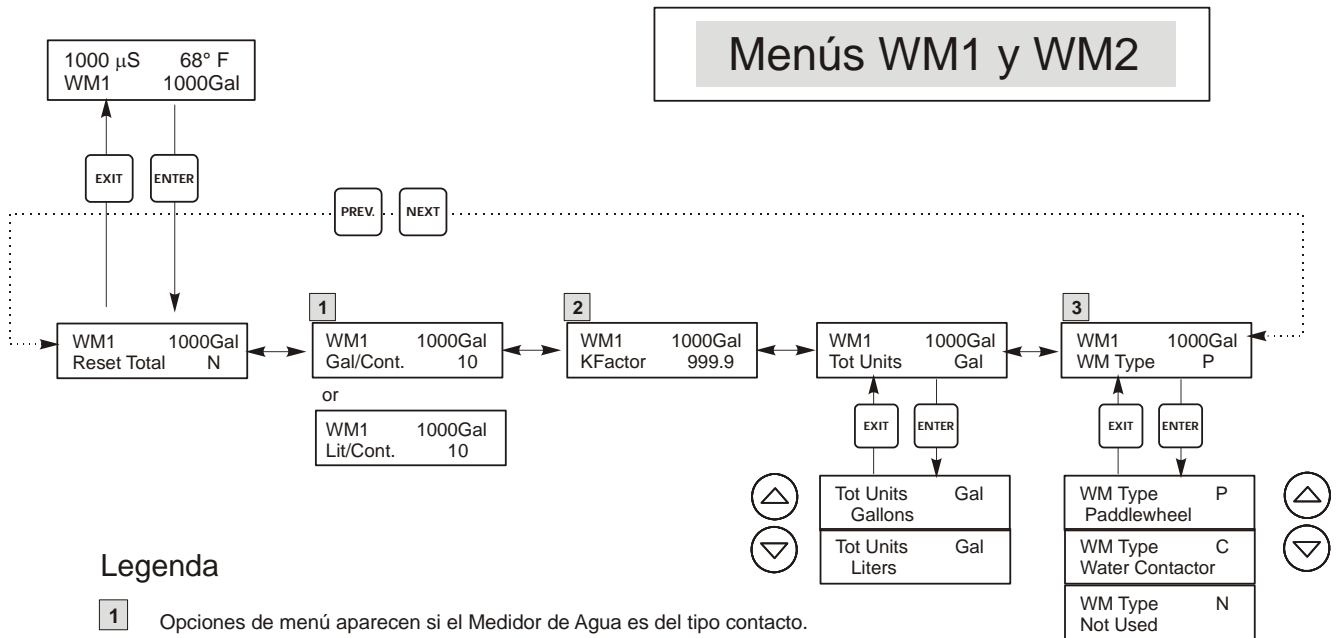 Menús WM1 y WM2
1000 μS 68° F
WM1 1000Gal
EXIT ENTER
PREV. NEXT
1
2
3
WM1 1000Gal
Reset Total N
WM1 1000Gal
Gal/Cont. 10
or
WM1 1000Gal
Lit/Cont. 10
WM1 1000Gal
KFactor 999.9
WM1 1000Gal
Tot Units Gal
WM1 1000Gal
WM Type P
EXIT ENTER
EXIT ENTER
Tot Units Gal
Gallons
Tot Units Gal
Liters
WM Type P
Paddlewheel
WM Type C
Water Contactor
WM Type N
Not Used
Legenda
1 Opciones de menú aparecen si el Medidor de Agua es del tipo contacto.